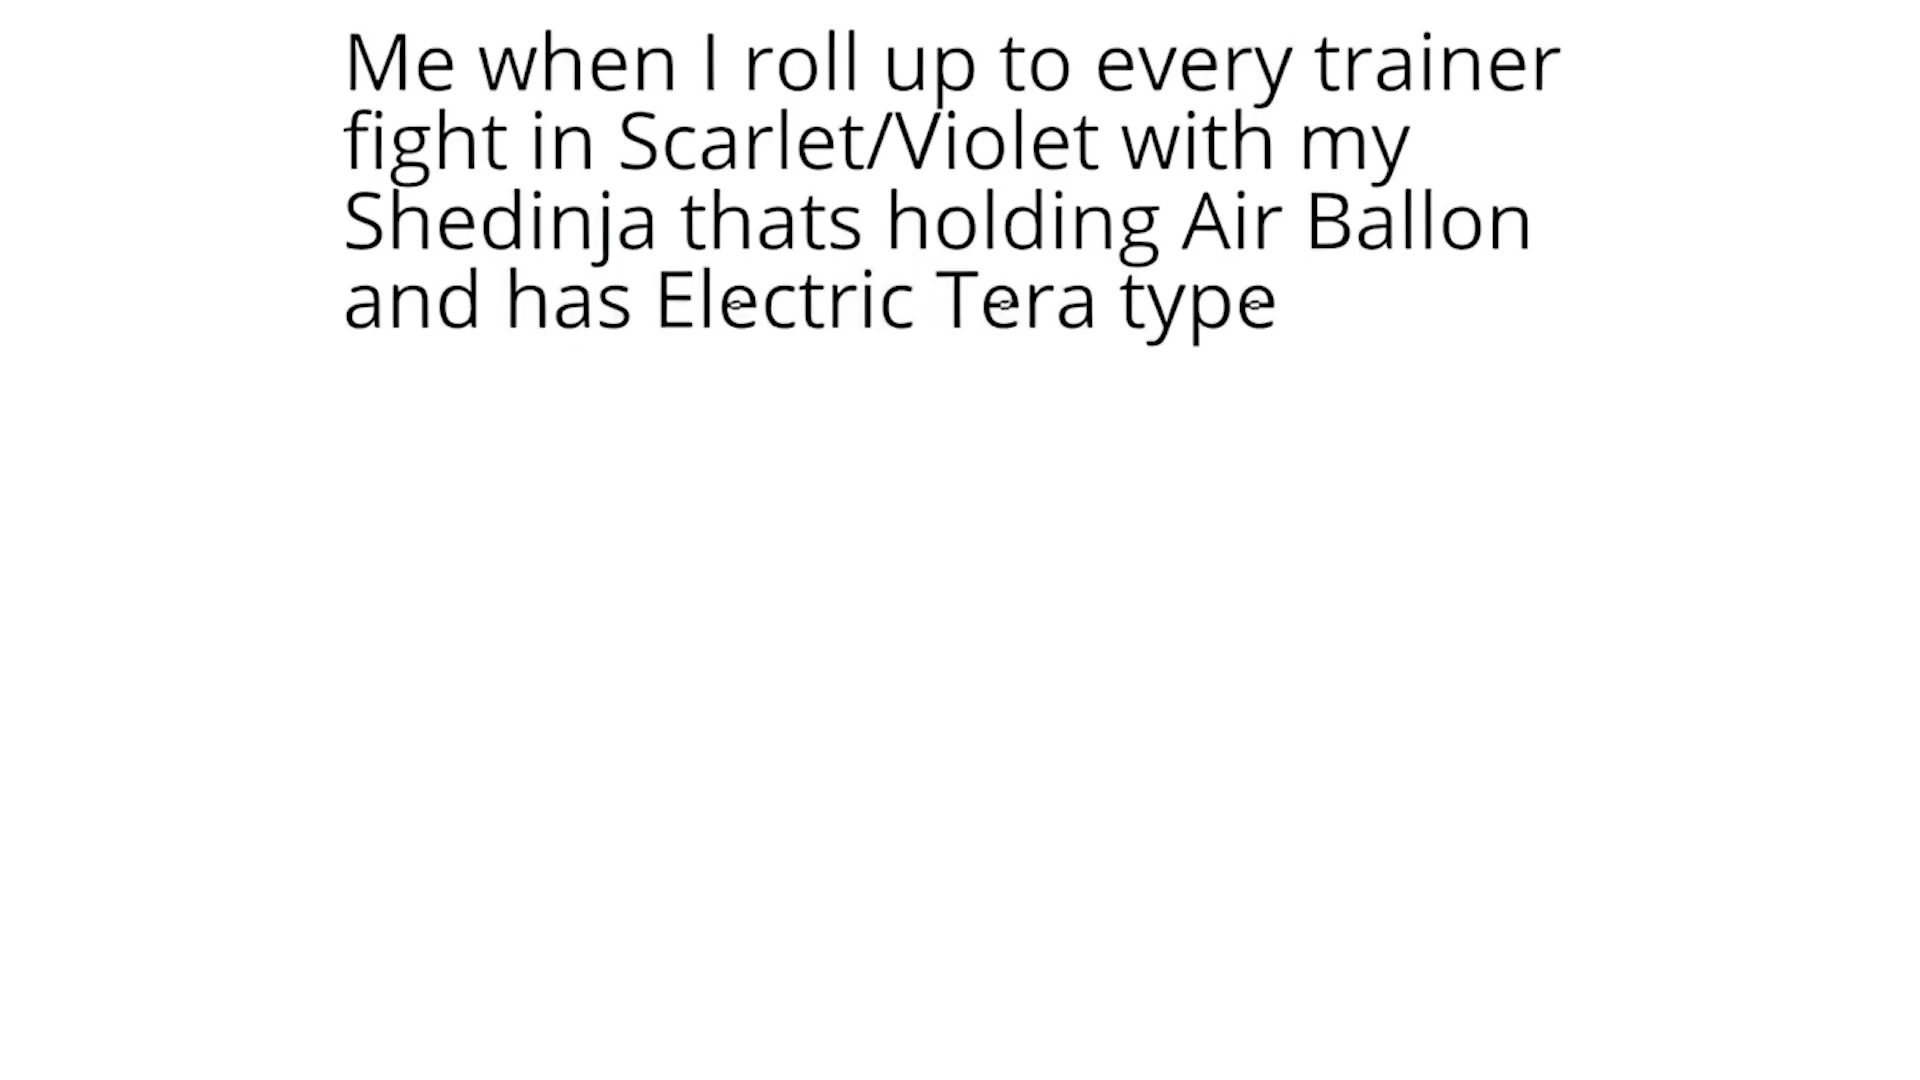 Me when I roll up to every trainer
fight in Scarlet/Violet with my
Shedinja thats holding Air Ballon
and has Electric Tera type